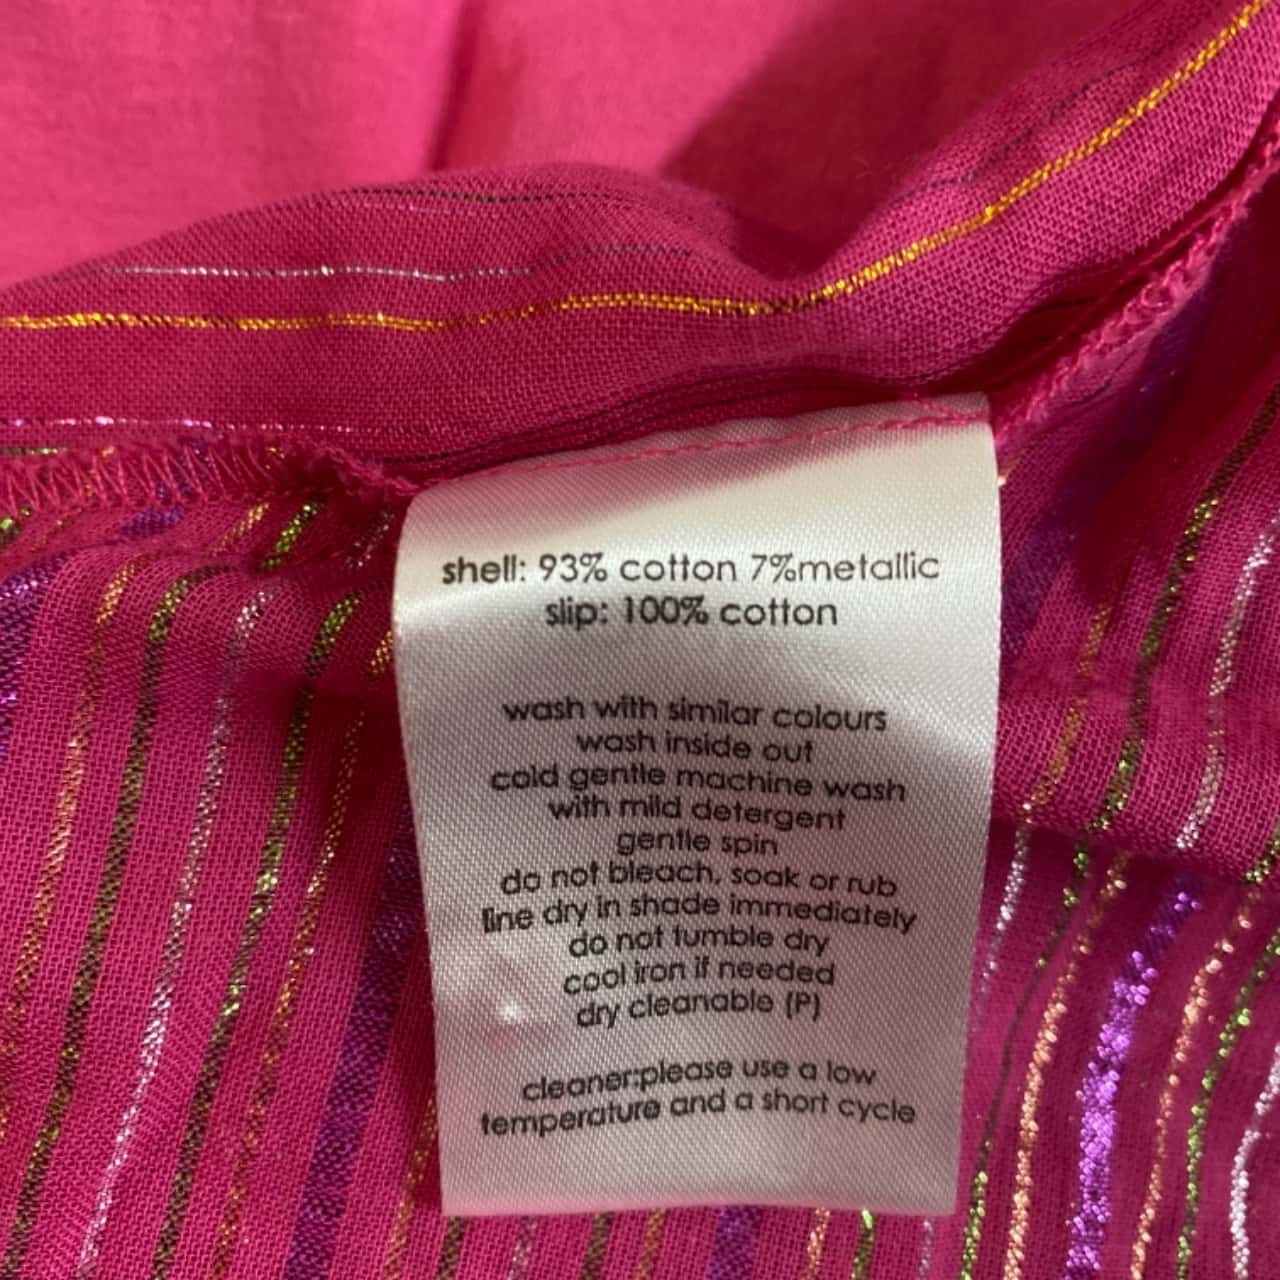 shell: 93% cotton 7%metallic
slip: 100% cotton
wash with similar colours
wash inside out
cold gentle machine wash
with mild detergent
gentle spin
do not bleach, soak or rub
line dry in shade immediately
do not tumble dry
cool iron if needed
dry cleanable (P)
cleaner:please use a low
temperature and a short cycle